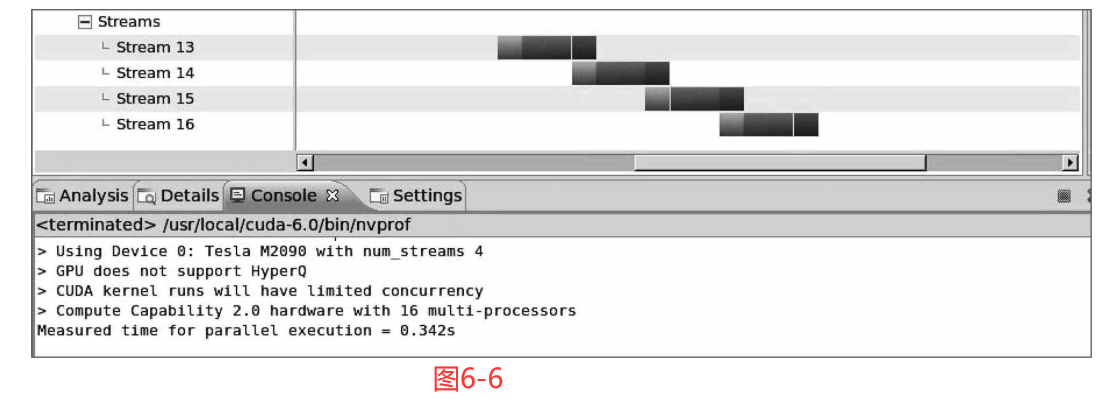 Streams
Stream 13
Stream 14
Stream 15
Stream 16
Analysis Details Console Settings
<terminated> /usr/local/cuda-6.0/bin/nvprof
> Using Device 0: Tesla M2090 with num_streams 4
> GPU does not support HyperQ
> CUDA kernel runs will have limited concurrency
> Compute Capability 2.0 hardware with 16 multi-processors
Measured time for parallel execution = 0.342s
图6-6